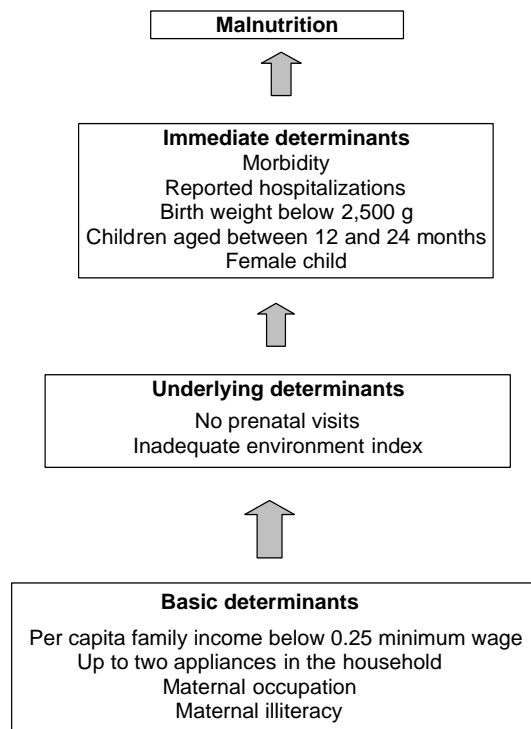 Malnutrition
Immediate determinants
Morbidity
Reported hospitalizations
Birth weight below 2,500 g
Children aged between 12 and 24 months
Female child
Underlying determinants
No prenatal visits
Inadequate environment index
Basic determinants
Per capita family income below 0.25 minimum wage
Up to two appliances in the household
Maternal occupation
Maternal illiteracy